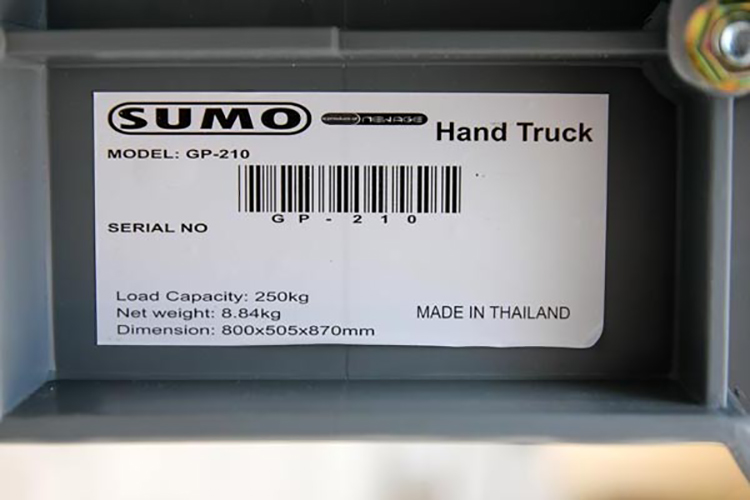 SUMO NEWAGE
Hand Truck
MODEL: GP-210
GP-210
SERIAL NO
Load Capacity: 250kg
Net weight: 8.84kg
Dimension: 800x505x870mm
MADE IN THAILAND